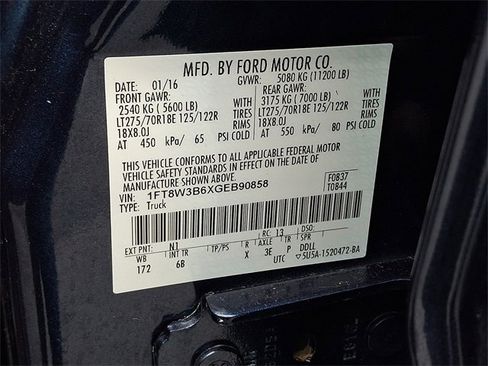 MFD. BY FORD MOTOR CO.
DATE: 01/16 GVWR: 5080 KG (11200 LB)
FRONT GAWR: REAR GAWR:
2540 KG (5600 LB) WITH 3175 KG (7000 LB) WITH
LT275/70R18E 125/122R TIRES LT275/70R18E 125/122R TIRES
18X8.0J RIMS 18X8.0J RIMS
AT 450 kPa/ 65 PSI COLD AT 550 kPa/ 80 PSI COLD
THIS VEHICLE CONFORMS TO ALL APPLICABLE FEDERAL MOTOR
VEHICLE SAFETY STANDARDS IN EFFECT ON THE DATE OF
MANUFACTURE SHOWN ABOVE.
VIN: 1FT8W3B6XGEB90858 F0837
TYPE: Truck T0844
RC: 13 DSO:
EXT PNT: N1
WB INT TR TP/PS R AXLE TR SPR
172 6B X 3E P DDLL
UTC 5U5A-1520472-BA